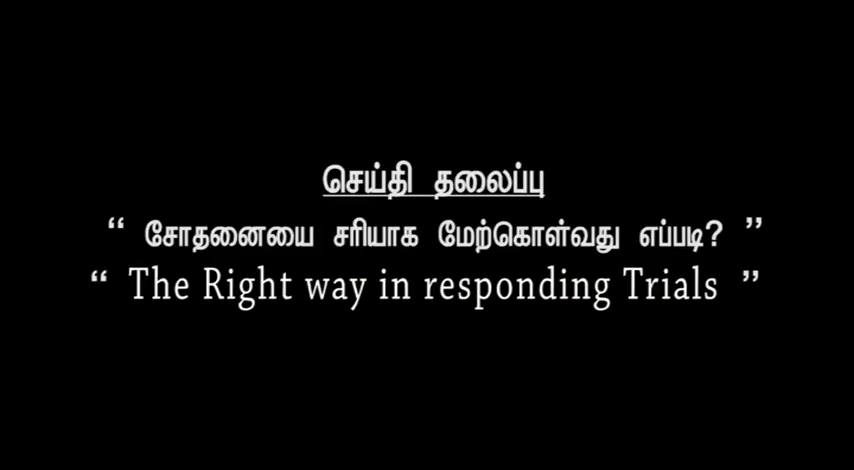 செய்தி தலைப்பு
“ சோதனையை சரியாக மேற்கொள்வது எப்படி? ”
“ The Right way in responding Trials ”